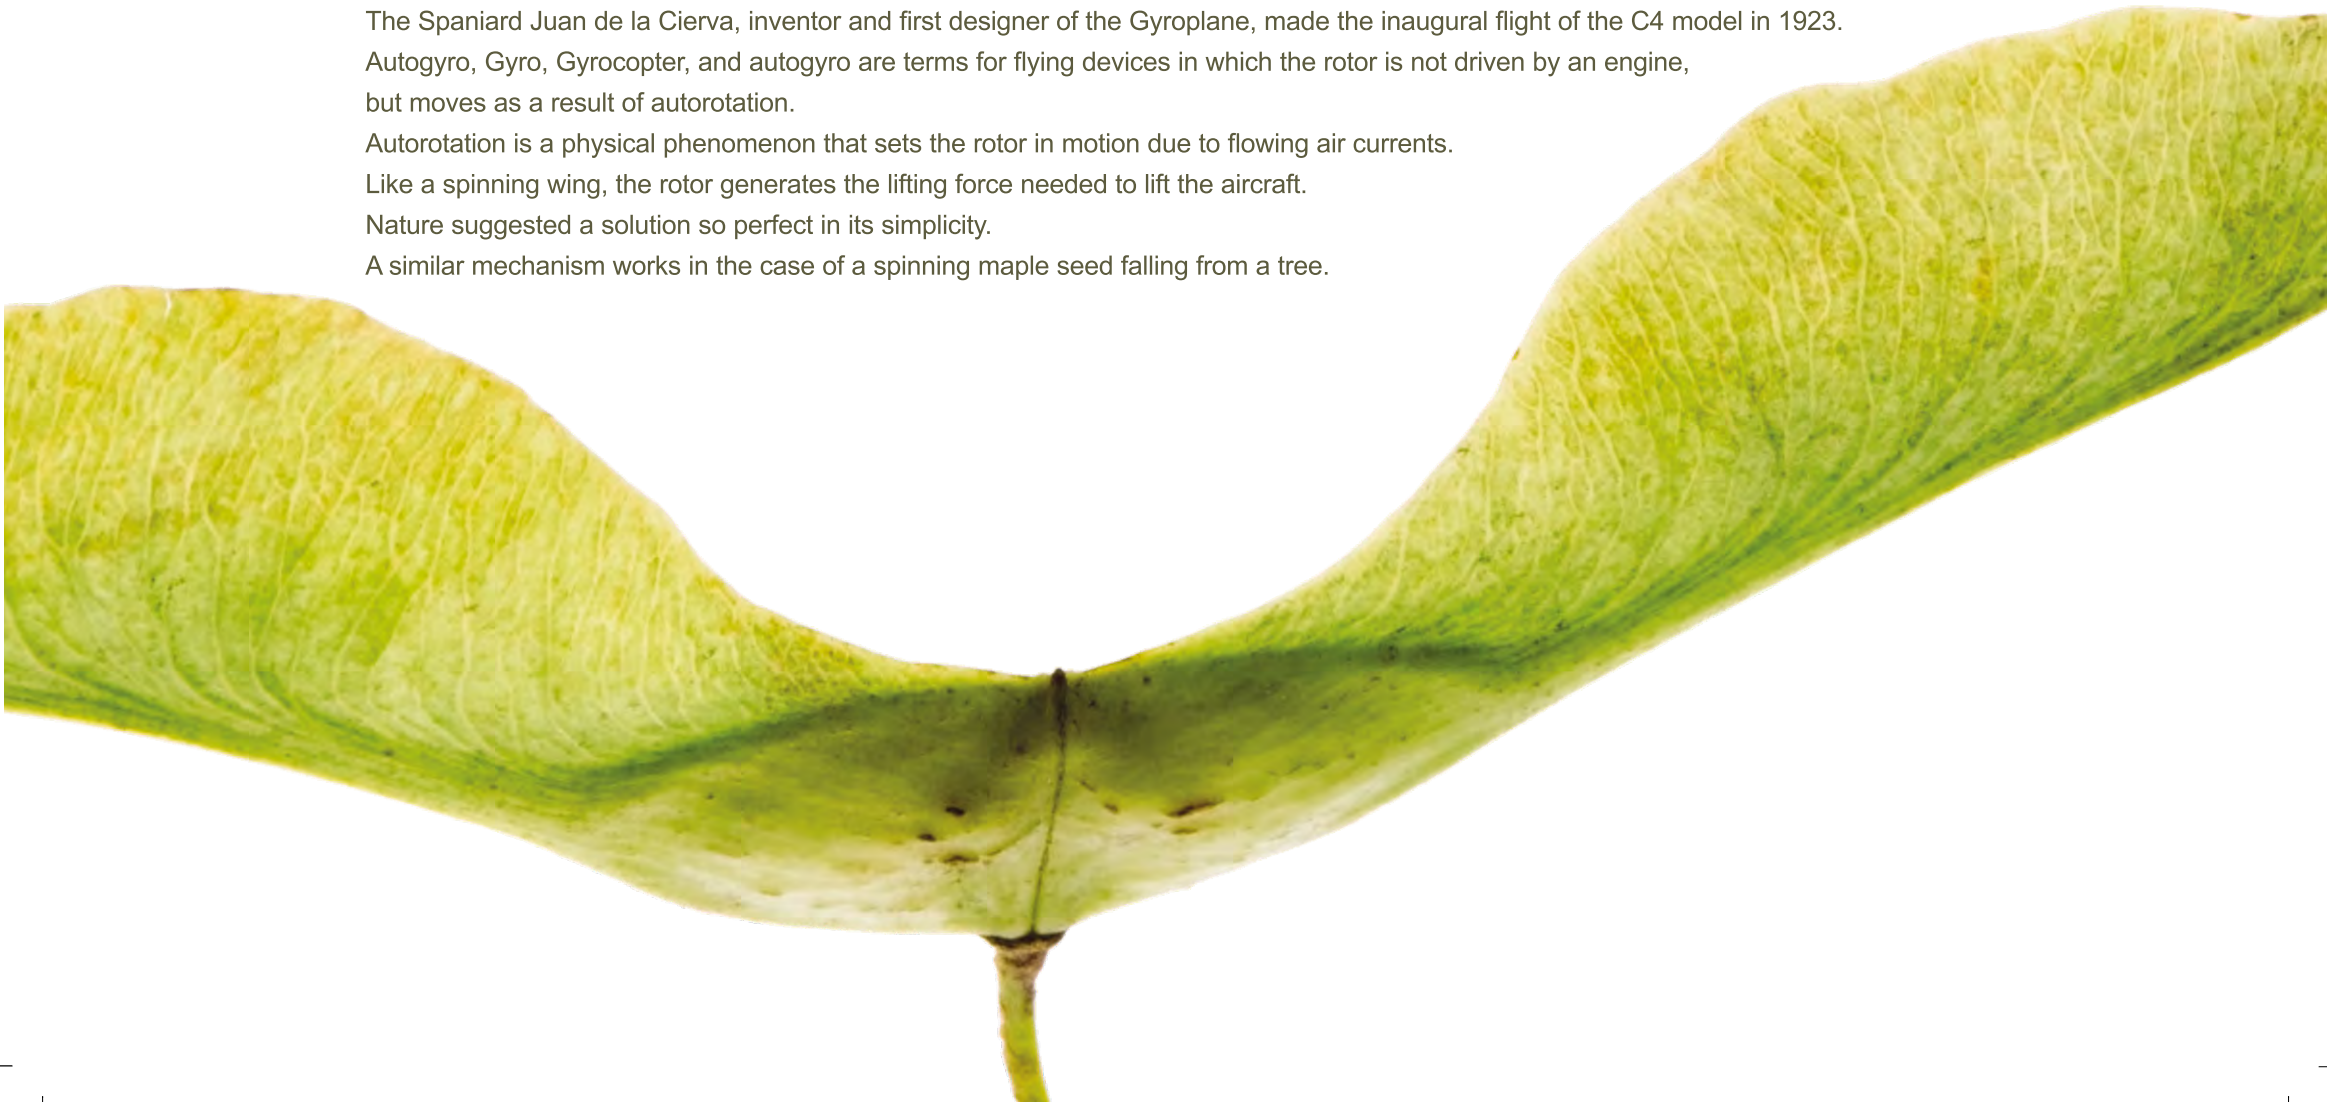 The Spaniard Juan de la Cierva, inventor and first designer of the Gyroplane, made the inaugural flight of the C4 model in 1923.
Autogyro, Gyro, Gyrocopter, and autogyro are terms for flying devices in which the rotor is not driven by an engine,
but moves as a result of autorotation.
Autorotation is a physical phenomenon that sets the rotor in motion due to flowing air currents.
Like a spinning wing, the rotor generates the lifting force needed to lift the aircraft.
Nature suggested a solution so perfect in its simplicity.
A similar mechanism works in the case of a spinning maple seed falling from a tree.